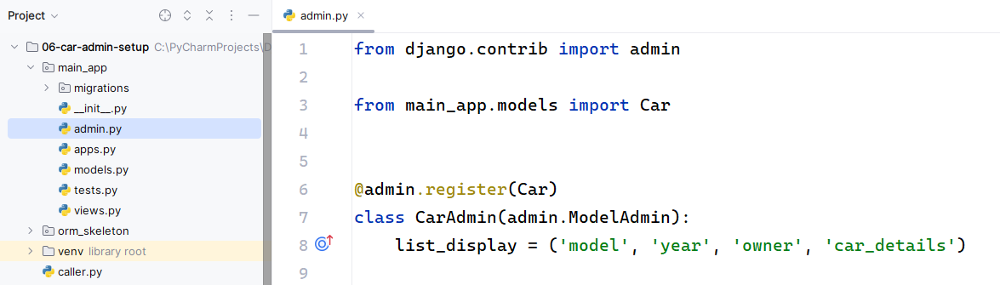 Project
06-car-admin-setup C:\PyCharmProjects\D
main_app
migrations
__init__.py
admin.py
apps.py
models.py
tests.py
views.py
orm_skeleton
venv library root
caller.py
admin.py
1 from django.contrib import admin
2
3 from main_app.models import Car
4
5
6 @admin.register(Car)
7 class CarAdmin(admin.ModelAdmin):
8 list_display = ('model', 'year', 'owner', 'car_details')
9